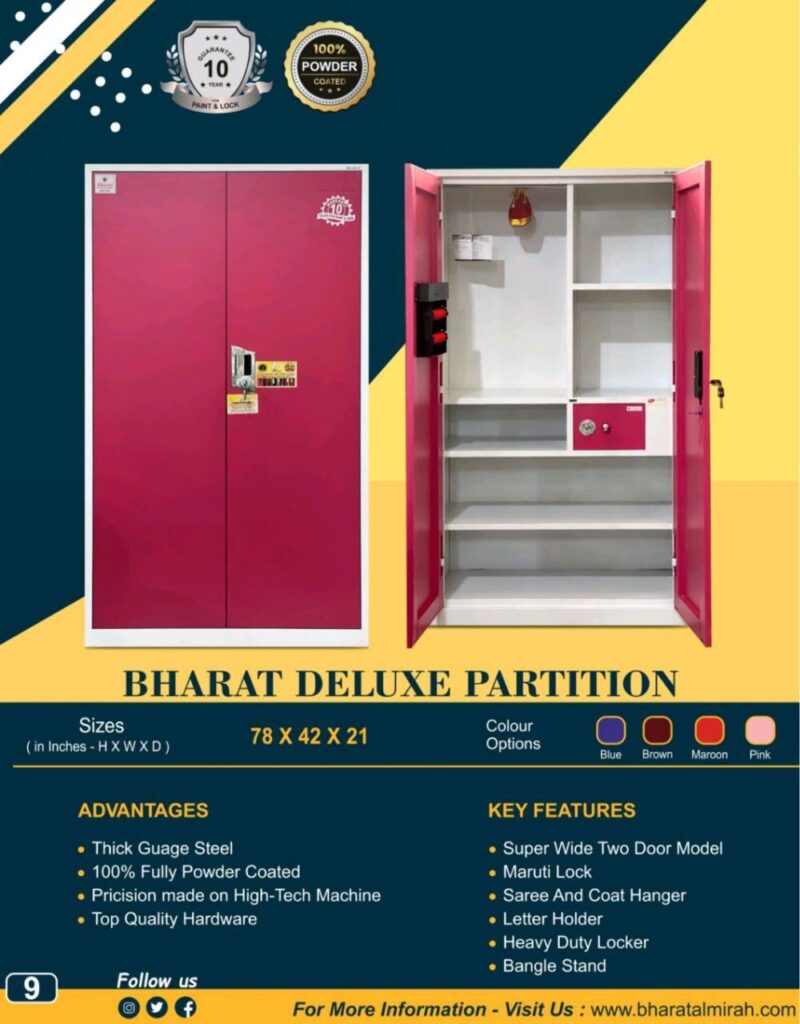 GUARANTEE
10
YEAR
PAINT & LOCK
100%
POWDER
COATED
10
BHARAT DELUXE PARTITION
Sizes
( in Inches - H X W X D )
78 X 42 X 21
Colour
Options
Blue
Brown
Maroon
Pink
ADVANTAGES
• Thick Guage Steel
• 100% Fully Powder Coated
• Pricision made on High-Tech Machine
• Top Quality Hardware
KEY FEATURES
• Super Wide Two Door Model
• Maruti Lock
• Saree And Coat Hanger
• Letter Holder
• Heavy Duty Locker
• Bangle Stand
9
Follow us
For More Information - Visit Us : www.bharatalmirah.com